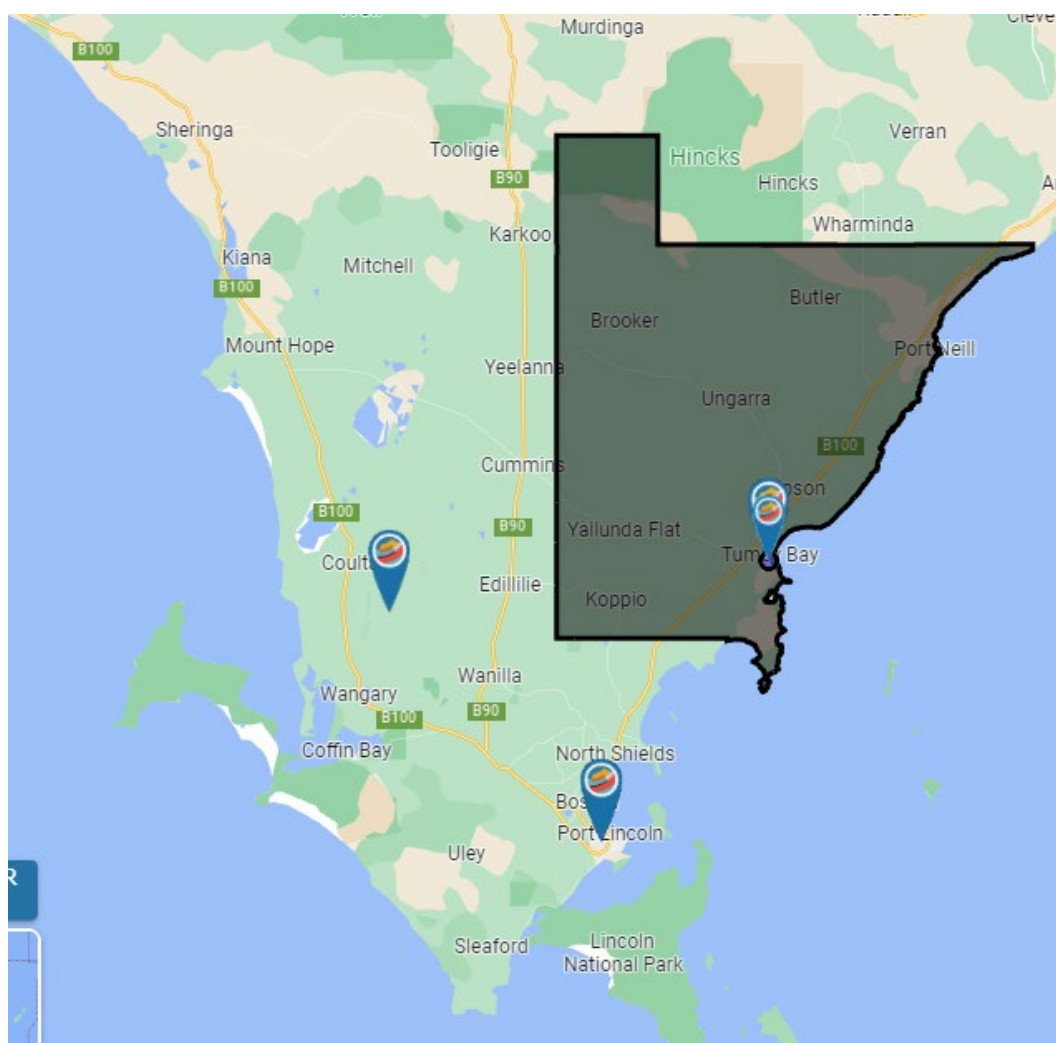 Murdinga
B100
Sheringa
Verran
Tooligie
Hincks
B90
Hincks
Wharminda
Karkoo
Kiana
Mitchell
B100
Butler
Brooker
Mount Hope
Port Neill
Yeelanna
Ungarra
B100
Cummins
B100
B90
Yallunda Flat
Bay
Edillilie
Koppio
Wanilla
Wangary
B90
B100
Coffin Bay
North Shields
Port Lincoln
Uley
R
Sleaford
Lincoln
National Park